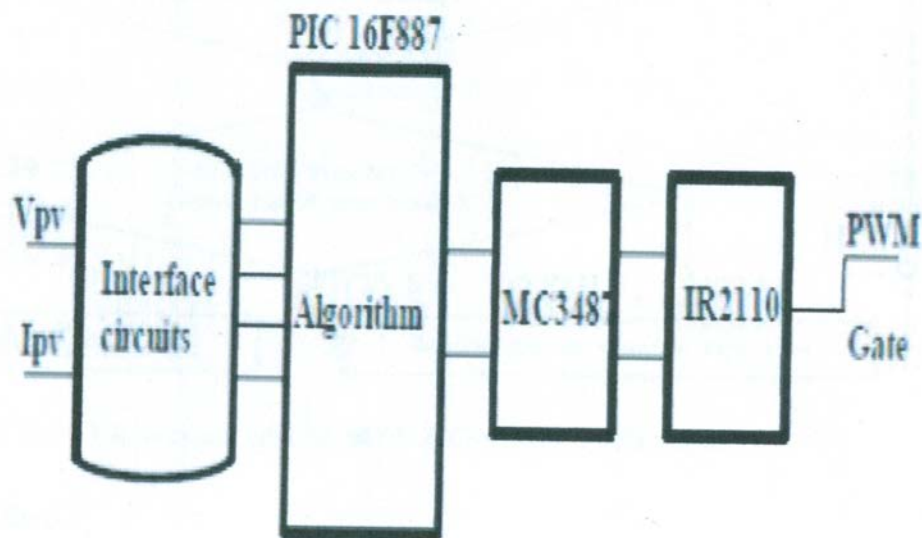 PIC 16F887
Vpv
Ipv
Interface
circuits
Algorithm
MC3487
IR2110
PWM
Gate